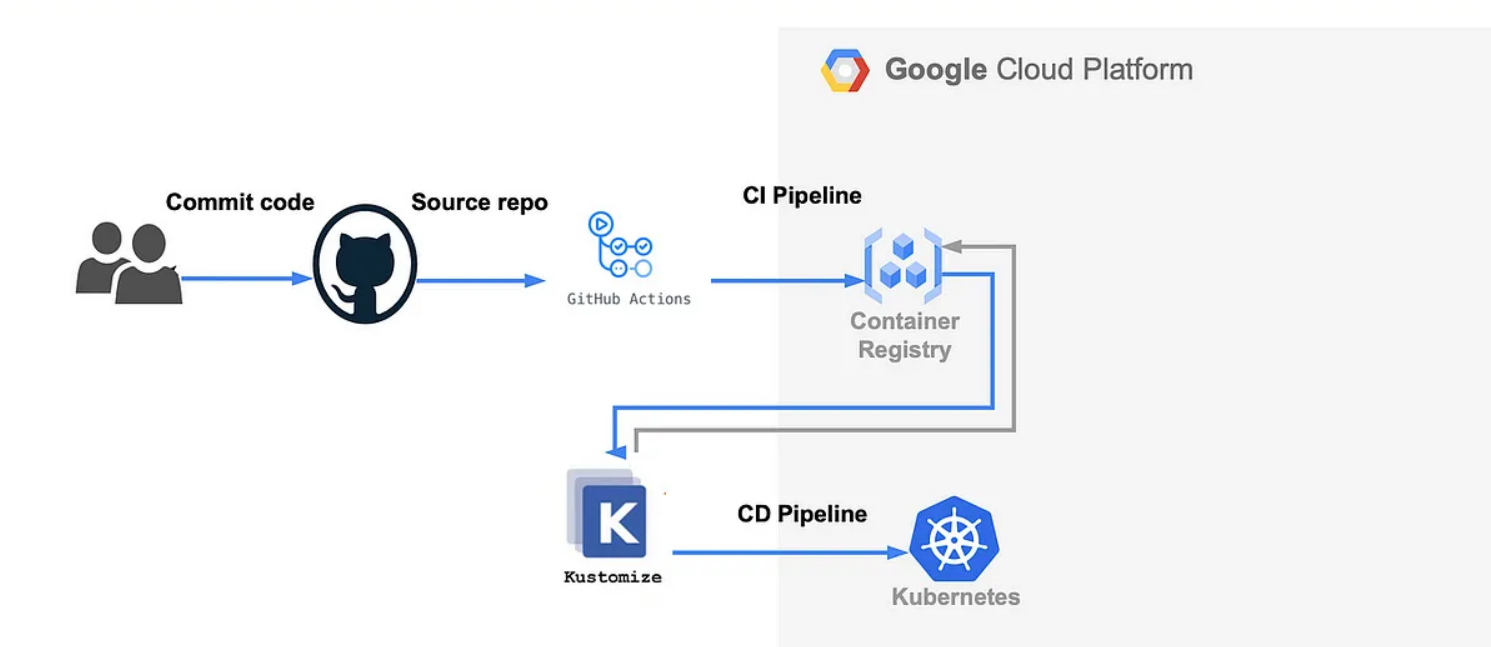 Google Cloud Platform
Commit code
Source repo
CI Pipeline
GitHub Actions
Container
Registry
K
CD Pipeline
Kustomize
Kubernetes